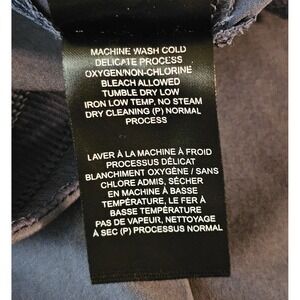 MACHINE WASH COLD
DELICATE PROCESS
OXYGEN/NON-CHLORINE
BLEACH ALLOWED
TUMBLE DRY LOW
IRON LOW TEMP, NO STEAM
DRY CLEANING (P) NORMAL
PROCESS
LAVER À LA MACHINE À FROID
PROCESSUS DÉLICAT
BLANCHIMENT OXYGÈNE / SANS
CHLORE ADMIS, SÉCHER
EN MACHINE À BASSE
TEMPÉRATURE, LE FER À
BASSE TEMPÉRATURE
PAS DE VAPEUR, NETTOYAGE
À SEC (P) PROCESSUS NORMAL